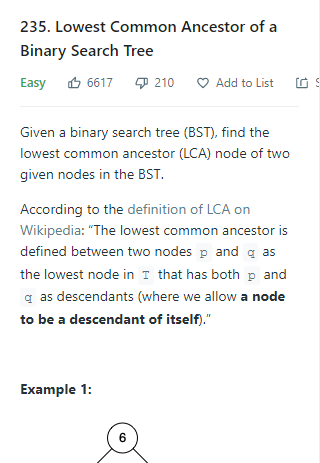 235. Lowest Common Ancestor of a
Binary Search Tree
Easy 6617 210 Add to List
Given a binary search tree (BST), find the
lowest common ancestor (LCA) node of two
given nodes in the BST.
According to the definition of LCA on
Wikipedia: “The lowest common ancestor is
defined between two nodes p and q as
the lowest node in T that has both p and
q as descendants (where we allow a node
to be a descendant of itself).”
Example 1:
6